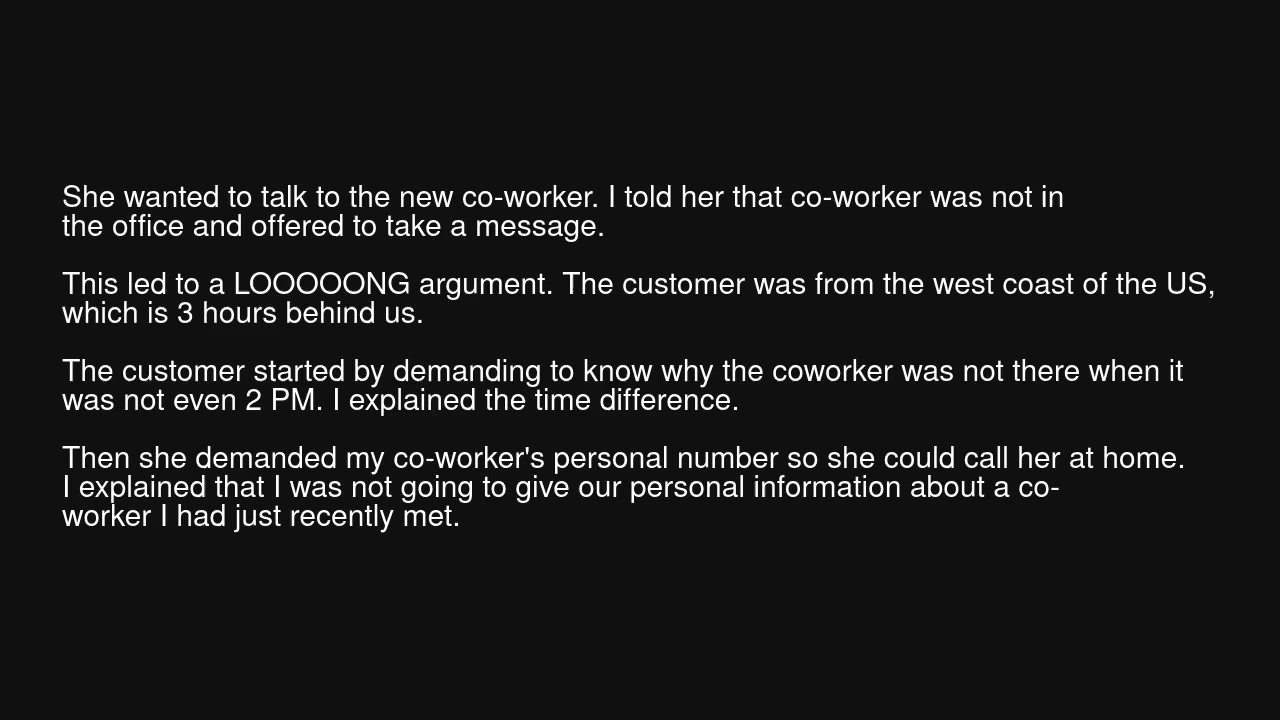 She wanted to talk to the new co-worker. I told her that co-worker was not in
the office and offered to take a message.
This led to a LOOOOONG argument. The customer was from the west coast of the US,
which is 3 hours behind us.
The customer started by demanding to know why the coworker was not there when it
was not even 2 PM. I explained the time difference.
Then she demanded my co-worker's personal number so she could call her at home.
I explained that I was not going to give our personal information about a co-
worker I had just recently met.